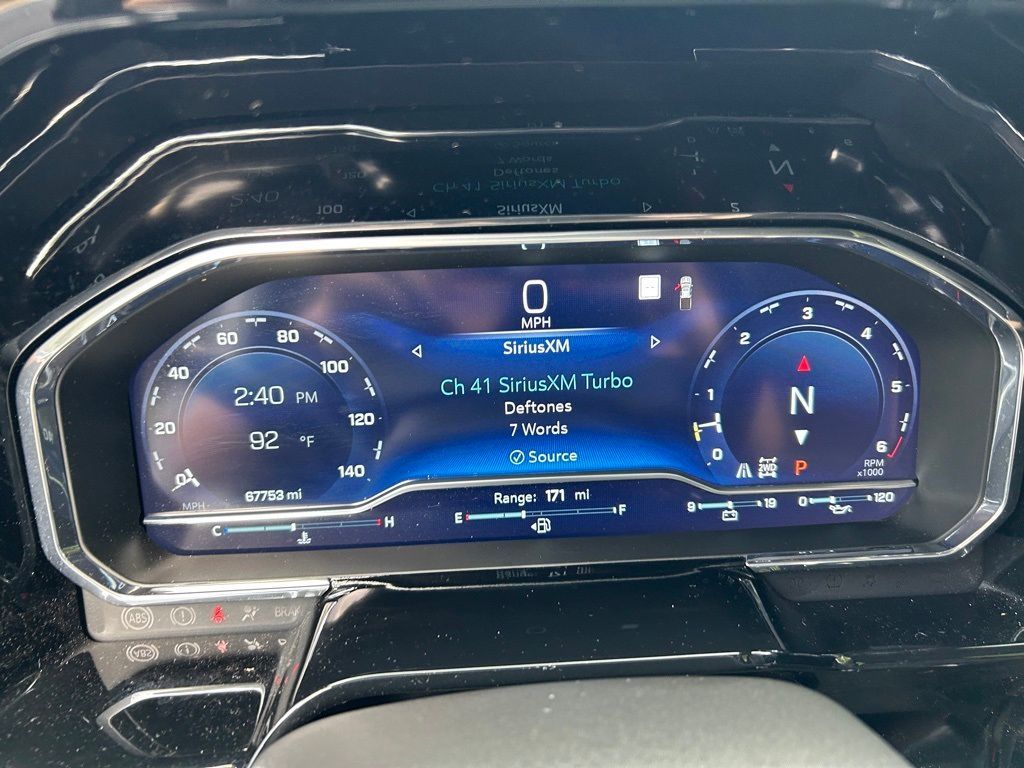 0
MPH
SiriusXM
Ch 41 SiriusXM Turbo
Deftones
7 Words
Source
20 40 60 80 100 120 140
2:40 PM
92 °F
67753 mi
MPH
0 1 2 3 4 5 6
N
P
2WD
RPM
x1000
Range: 171 mi
C H
E F
9 19
0 120
ABS